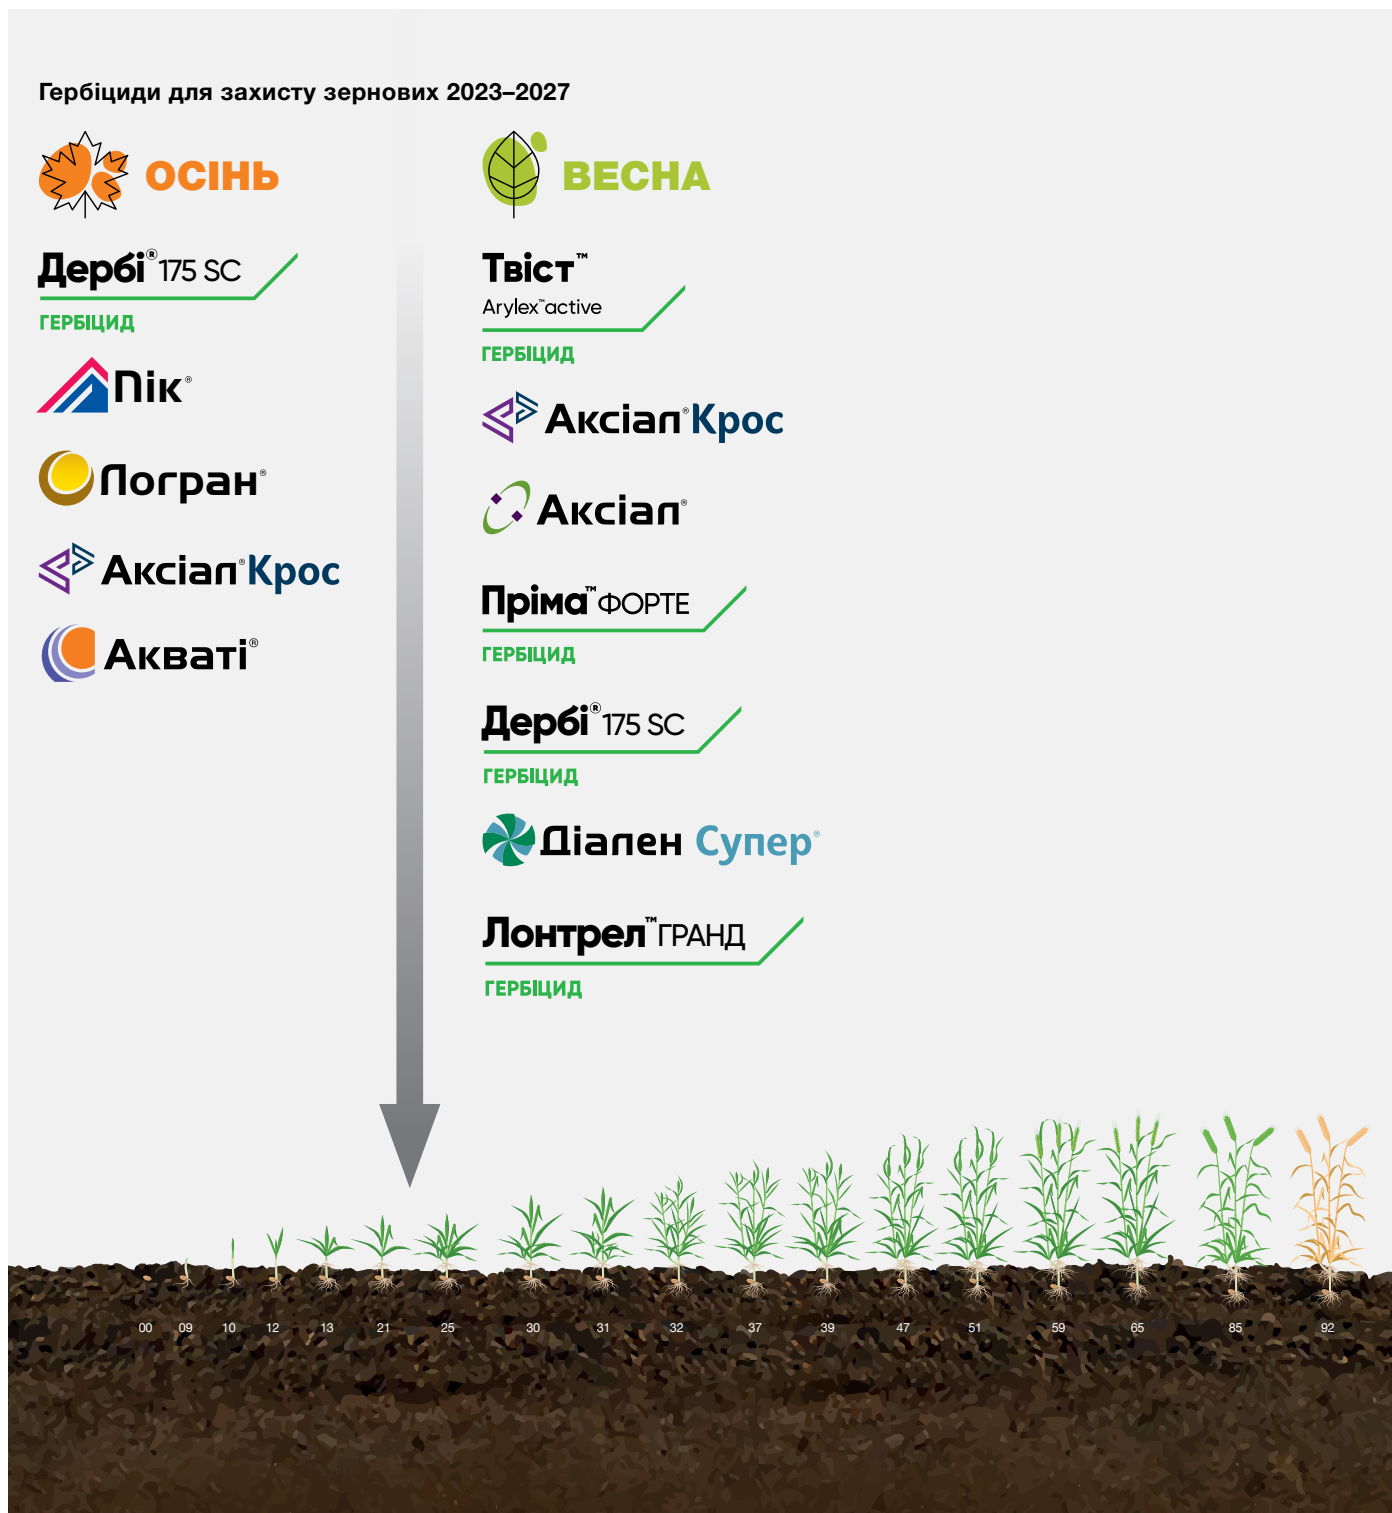 Гербіциди для захисту зернових 2023–2027
ОСІНЬ
Дербі® 175 SC
ГЕРБІЦИД
Пік®
Логран®
Аксіал® Крос
Акваті®
ВЕСНА
Твіст™
Arylex™ active
ГЕРБІЦИД
Аксіал® Крос
Аксіал®
Пріма™ ФОРТЕ
ГЕРБІЦИД
Дербі® 175 SC
ГЕРБІЦИД
Діален Супер®
Лонтрел™ ГРАНД
ГЕРБІЦИД
00 09 10 12 13 21 25 30 31 32 37 39 47 51 59 65 85 92